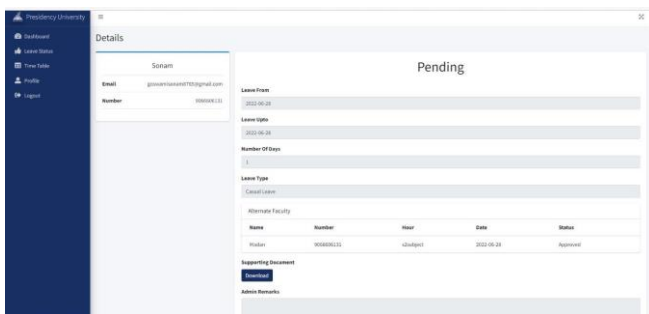 Presidency University
Dashboard
Leave Status
Time Table
Profile
Logout
Details
Sonam
Email
Number
Pending
Leave From
2022-06-28
Leave Upto
2022-06-28
Number Of Days
1
Leave Type
Casual Leave
Alternate Faculty
Name Number Hour Date Status
2022-06-28 Approved
Supporting Document
Download
Admin Remarks